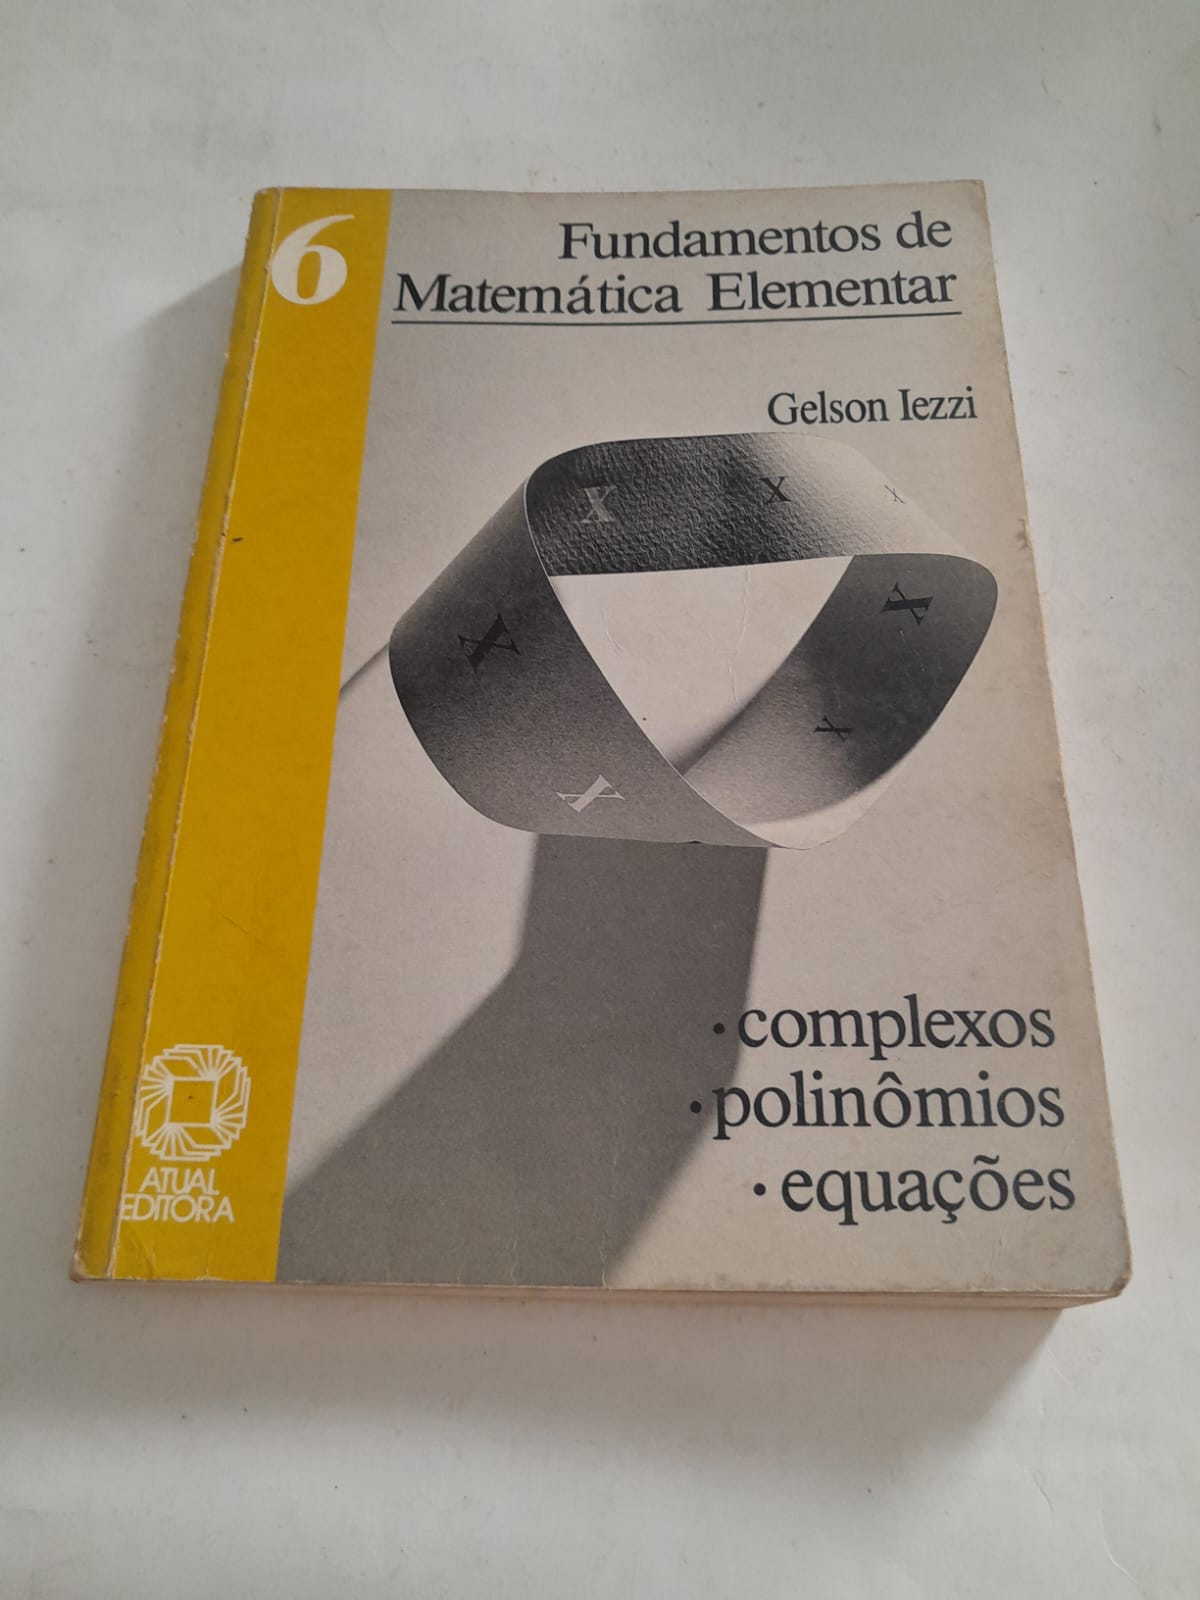 6
Fundamentos de
Matemática Elementar
Gelson Iezzi
X X X
X X
X
X
· complexos
· polinômios
· equações
ATUAL
EDITORA